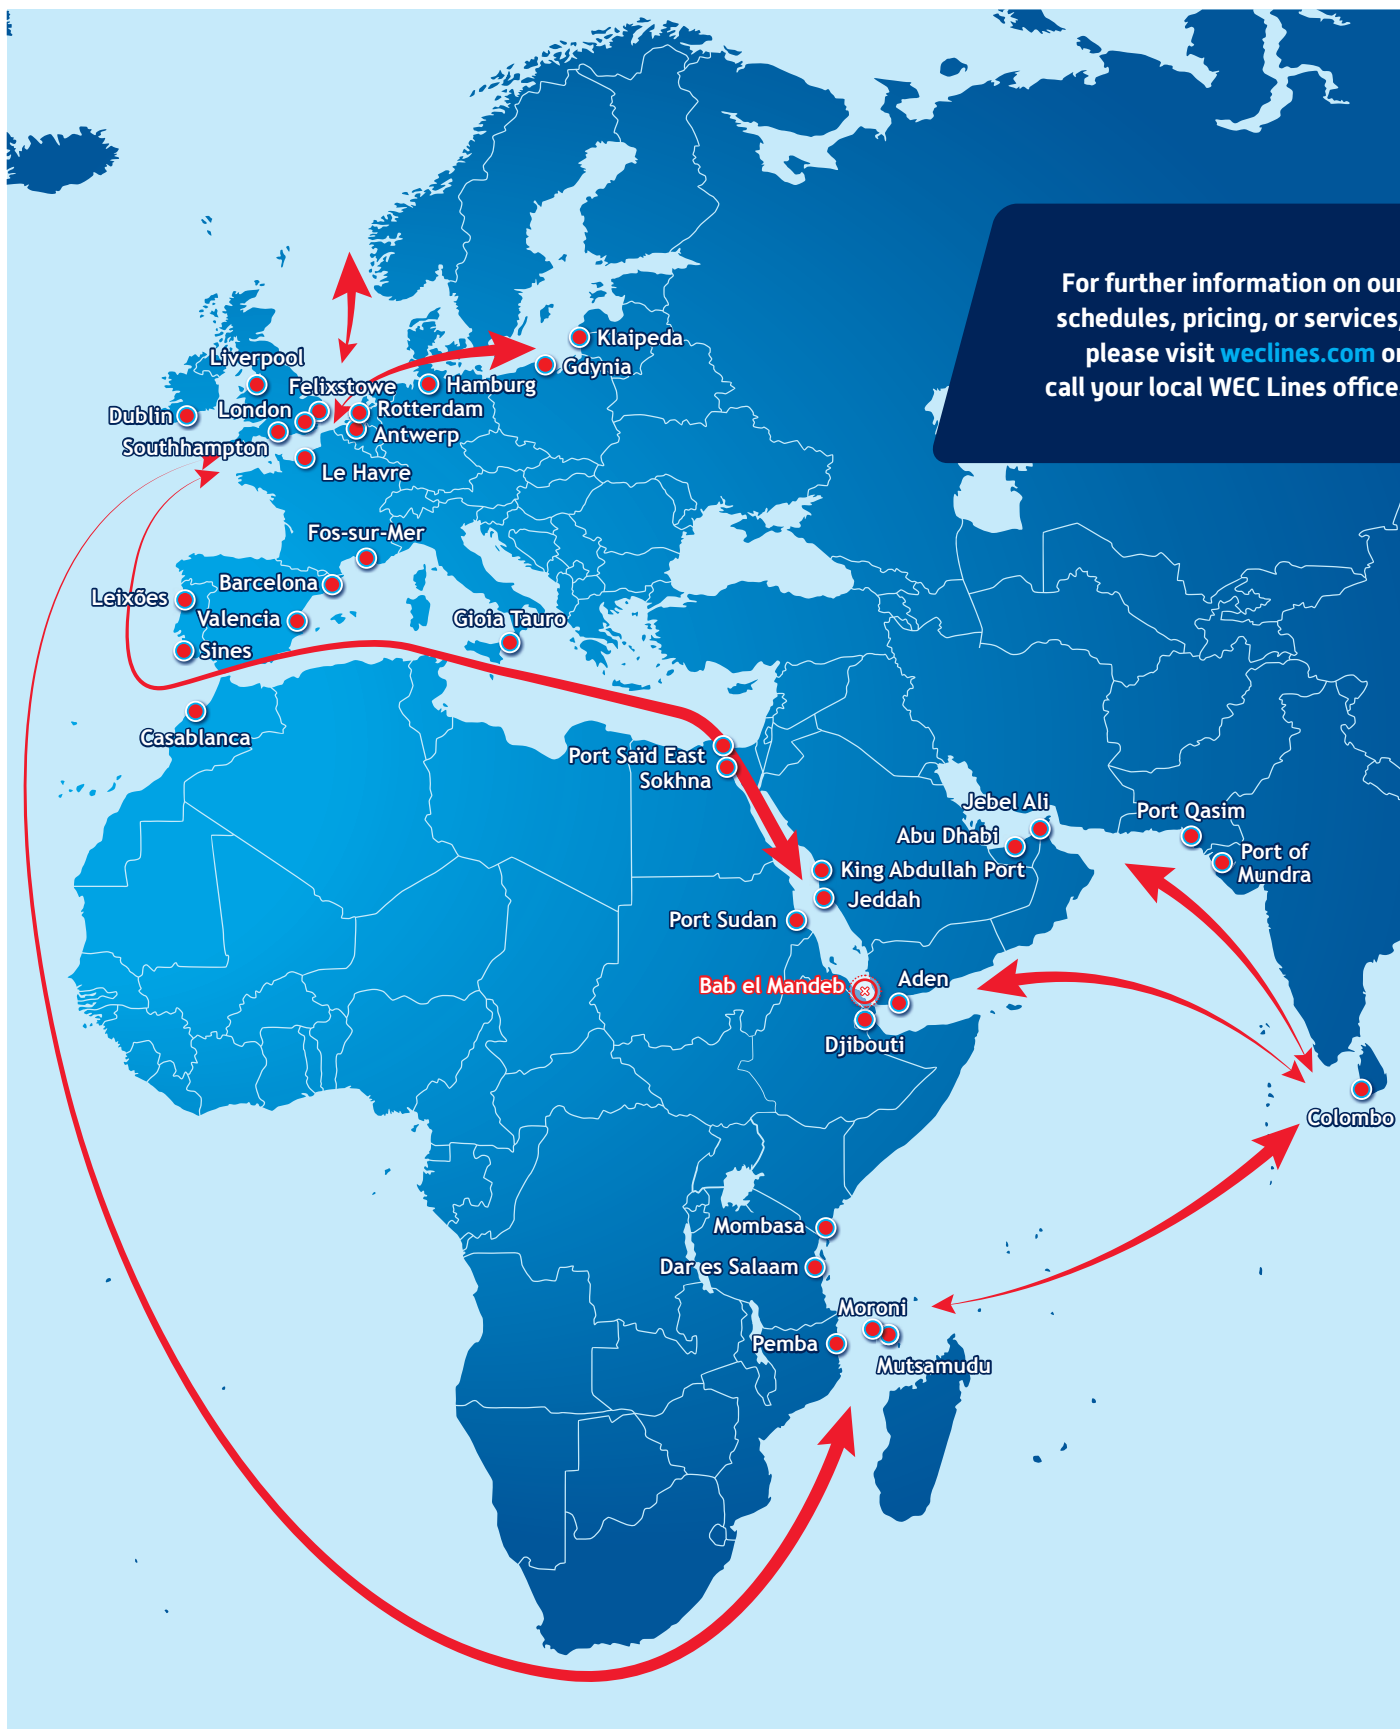 For further information on our
schedules, pricing, or services,
please visit weclines.com or
call your local WEC Lines office.
Klaipeda
Gdynia
Liverpool
Felixstowe
Hamburg
Dublin
London
Rotterdam
Southhampton
Antwerp
Le Havre
Fos-sur-Mer
Barcelona
Leixões
Valencia
Gioia Tauro
Sines
Casablanca
Port Saïd East
Sokhna
Jebel Ali
Abu Dhabi
Port Qasim
Port of
Mundra
King Abdullah Port
Jeddah
Port Sudan
Bab el Mandeb
Aden
Djibouti
Colombo
Mombasa
Dar es Salaam
Moroni
Pemba
Mutsamudu